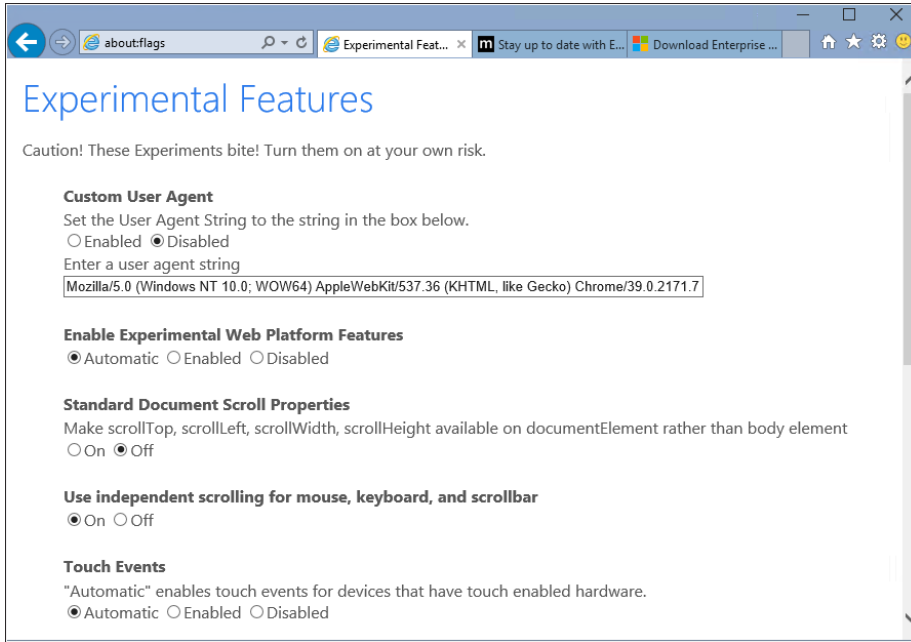 about:flags
Experimental Feat...
Stay up to date with E...
Download Enterprise ...
Experimental Features
Caution! These Experiments bite! Turn them on at your own risk.
Custom User Agent
Set the User Agent String to the string in the box below.
Enabled Disabled
Enter a user agent string
Mozilla/5.0 (Windows NT 10.0; WOW64) AppleWebKit/537.36 (KHTML, like Gecko) Chrome/39.0.2171.7
Enable Experimental Web Platform Features
Automatic Enabled Disabled
Standard Document Scroll Properties
Make scrollTop, scrollLeft, scrollWidth, scrollHeight available on documentElement rather than body element
On Off
Use independent scrolling for mouse, keyboard, and scrollbar
On Off
Touch Events
"Automatic" enables touch events for devices that have touch enabled hardware.
Automatic Enabled Disabled